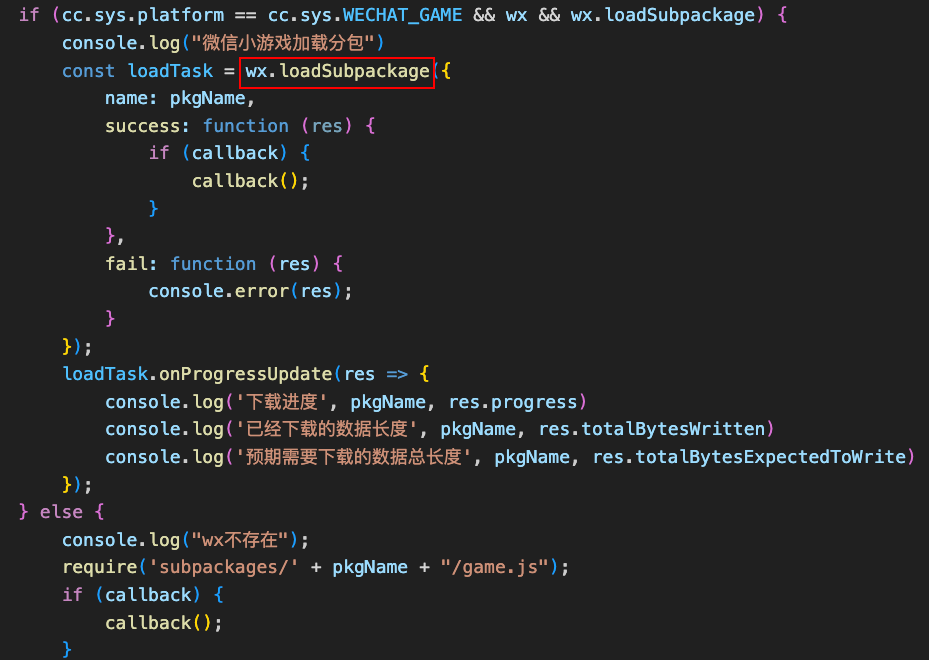 if (cc.sys.platform == cc.sys.WECHAT_GAME && wx && wx.loadSubpackage) {
    console.log("微信小游戏加载分包")
    const loadTask = wx.loadSubpackage({
        name: pkgName,
        success: function (res) {
            if (callback) {
                callback();
            }
        },
        fail: function (res) {
            console.error(res);
        }
    });
    loadTask.onProgressUpdate(res => {
        console.log('下载进度', pkgName, res.progress)
        console.log('已经下载的数据长度', pkgName, res.totalBytesWritten)
        console.log('预期需要下载的数据总长度', pkgName, res.totalBytesExpectedToWrite)
    });
} else {
    console.log("wx不存在");
    require('subpackages/' + pkgName + "/game.js");
    if (callback) {
        callback();
    }